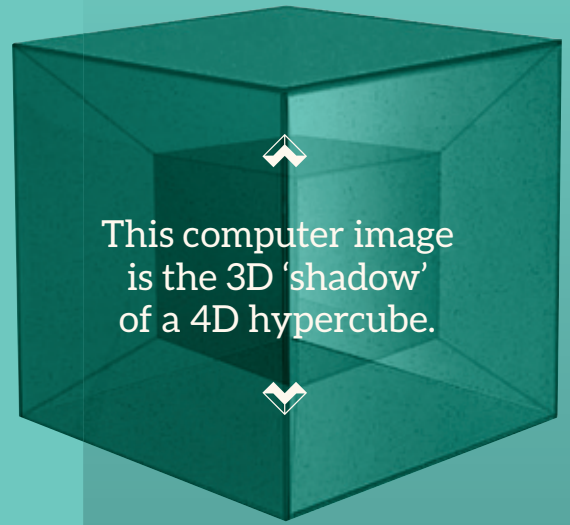 This computer image
is the 3D ‘shadow’
of a 4D hypercube.